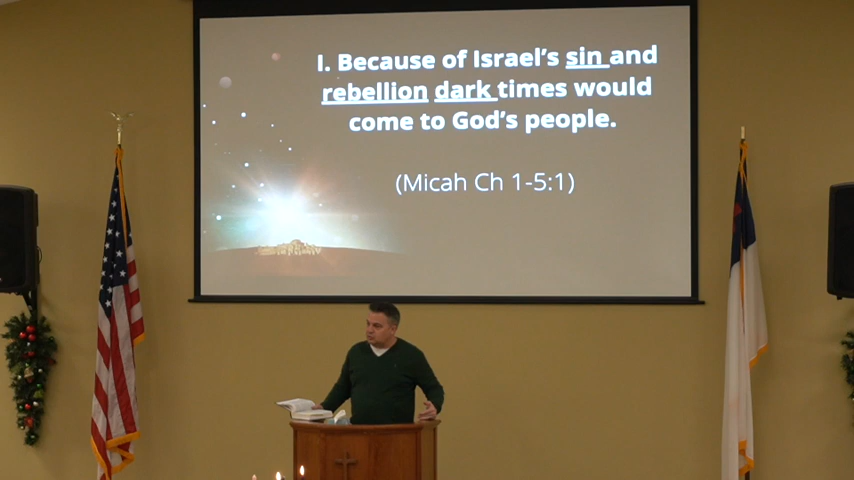 I. Because of Israel's sin and
rebellion dark times would
come to God's people.
(Micah Ch 1-5:1)